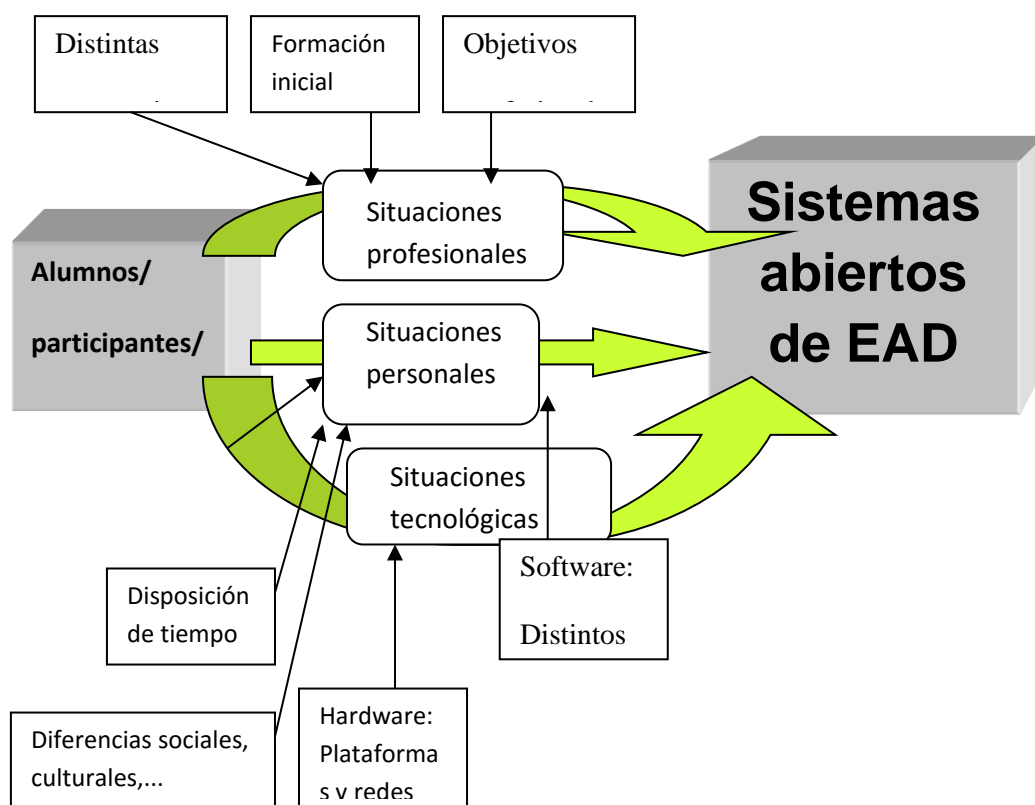 Distintas
Formación
inicial
Objetivos
Situaciones
profesionales
Sistemas
abiertos
de EAD
Alumnos/
participantes/
Situaciones
personales
Situaciones
tecnológicas
Software:
Distintos
Disposición
de tiempo
Diferencias sociales,
culturales,...
Hardware:
Plataforma
s y redes